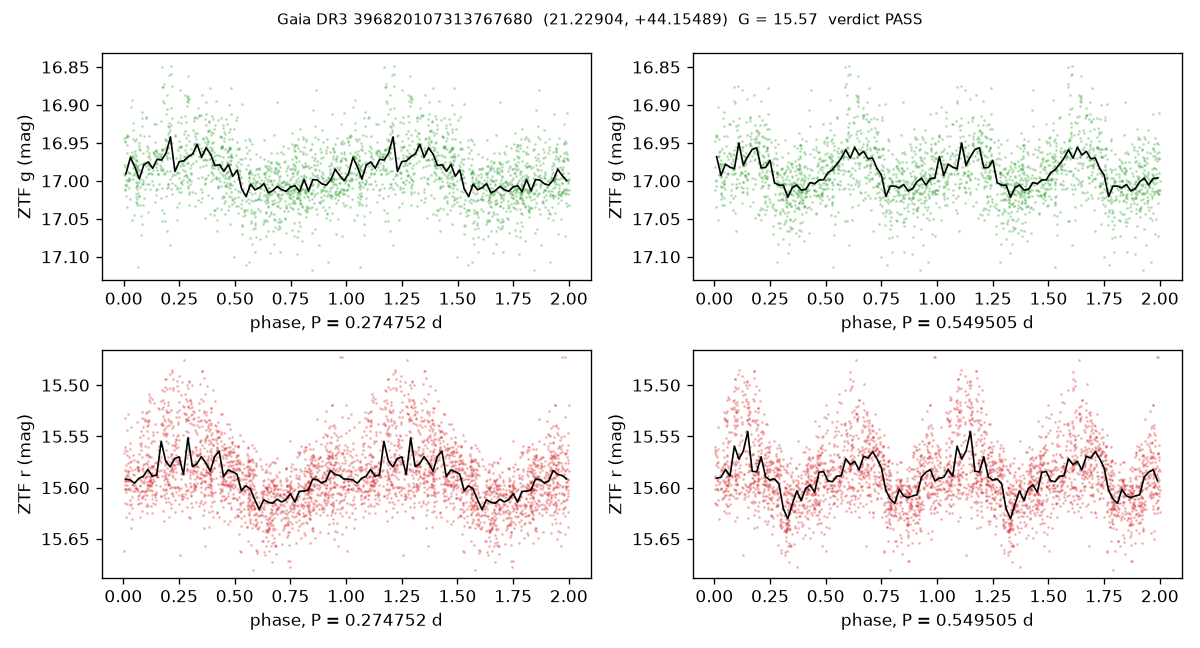 Gaia DR3 396820107313767680  (21.22904, +44.15489)  G = 15.57  verdict PASS
ZTF g (mag)
16.85
16.90
16.95
17.00
17.05
17.10
0.00 0.25 0.50 0.75 1.00 1.25 1.50 1.75 2.00
phase, P = 0.274752 d
ZTF g (mag)
16.85
16.90
16.95
17.00
17.05
17.10
0.00 0.25 0.50 0.75 1.00 1.25 1.50 1.75 2.00
phase, P = 0.549505 d
ZTF r (mag)
15.50
15.55
15.60
15.65
0.00 0.25 0.50 0.75 1.00 1.25 1.50 1.75 2.00
phase, P = 0.274752 d
ZTF r (mag)
15.50
15.55
15.60
15.65
0.00 0.25 0.50 0.75 1.00 1.25 1.50 1.75 2.00
phase, P = 0.549505 d